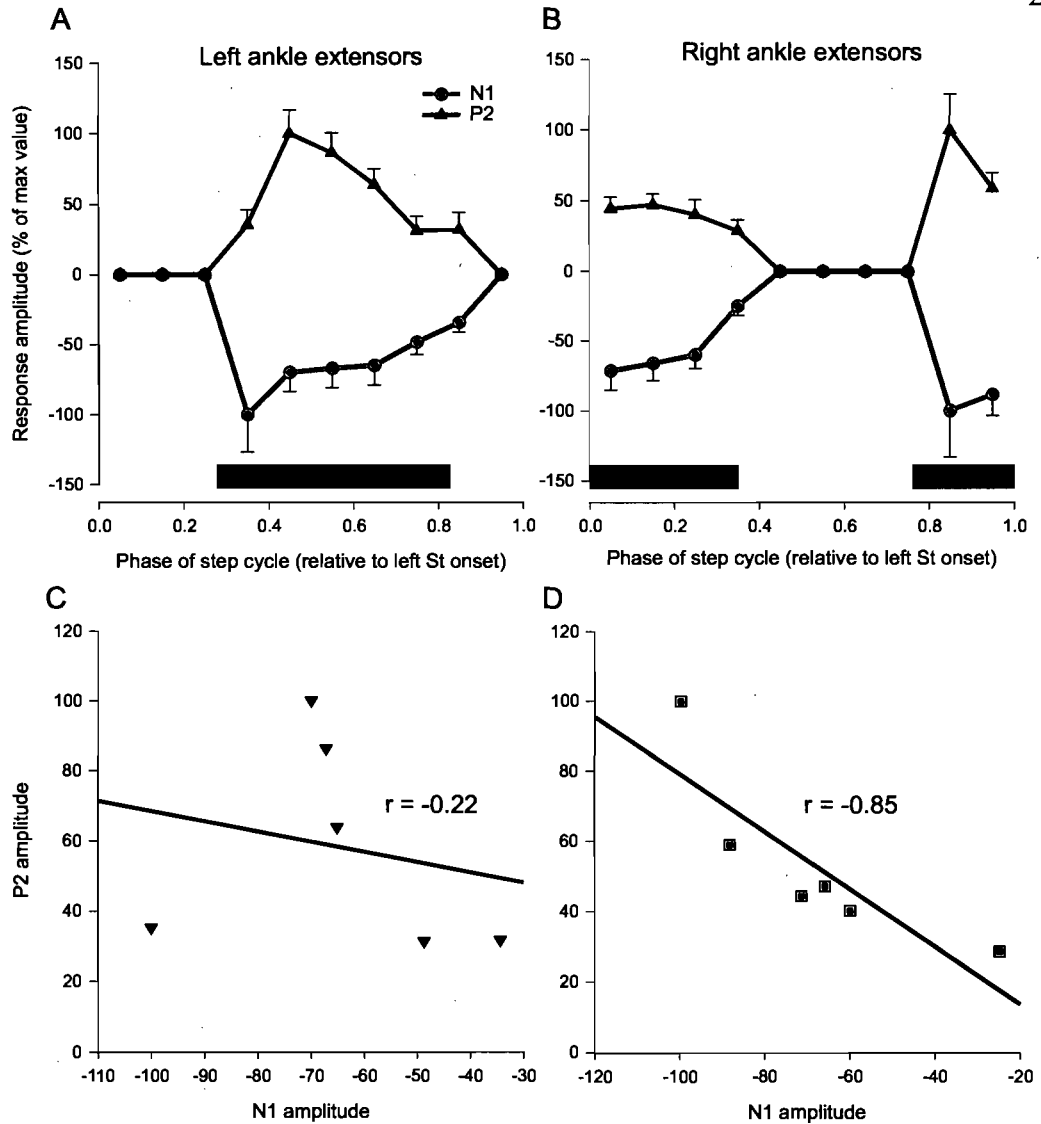 A
B
Left ankle extensors
Right ankle extensors
N1
P2
Response amplitude (% of max value)
150
100
50
0
-50
-100
-150
0.0 0.2 0.4 0.6 0.8 1.0
Phase of step cycle (relative to left St onset)
150
100
50
0
-50
-100
-150
0.0 0.2 0.4 0.6 0.8 1.0
Phase of step cycle (relative to left St onset)
C
D
P2 amplitude
120
100
80
60
40
20
0
r = -0.22
-110 -100 -90 -80 -70 -60 -50 -40 -30
N1 amplitude
120
100
80
60
40
20
0
r = -0.85
-120 -100 -80 -60 -40 -20
N1 amplitude